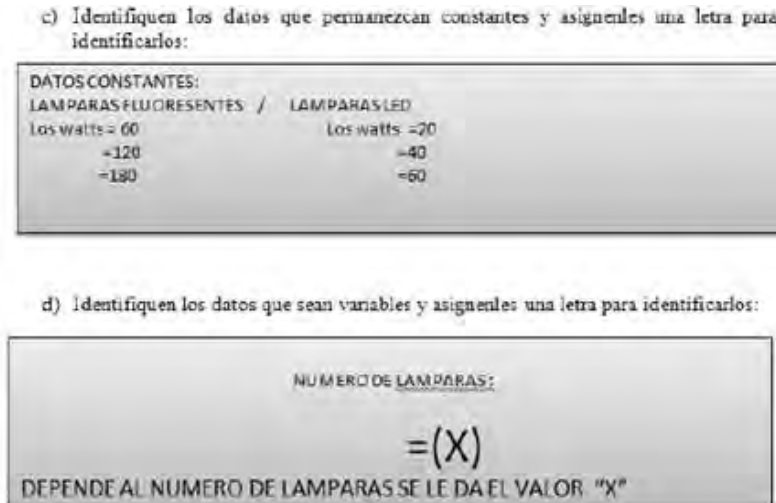 c) Identifiquen los datos que permanezcan constantes y asignenles una letra para
identificarlos:
DATOS CONSTANTES:
LAMPARAS FLUORESENTES / LAMPARAS LED
Los watts = 60 Los watts =20
=120 =40
=180 =60
d) Identifiquen los datos que sean variables y asignenles una letra para identificarlos:
NUMERO DE LAMPARAS:
=(X)
DEPENDE AL NUMERO DE LAMPARAS SE LE DA EL VALOR "X"